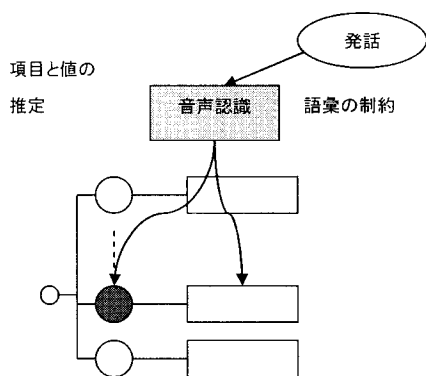 発話
項目と値の
推定
音声認識
語彙の制約